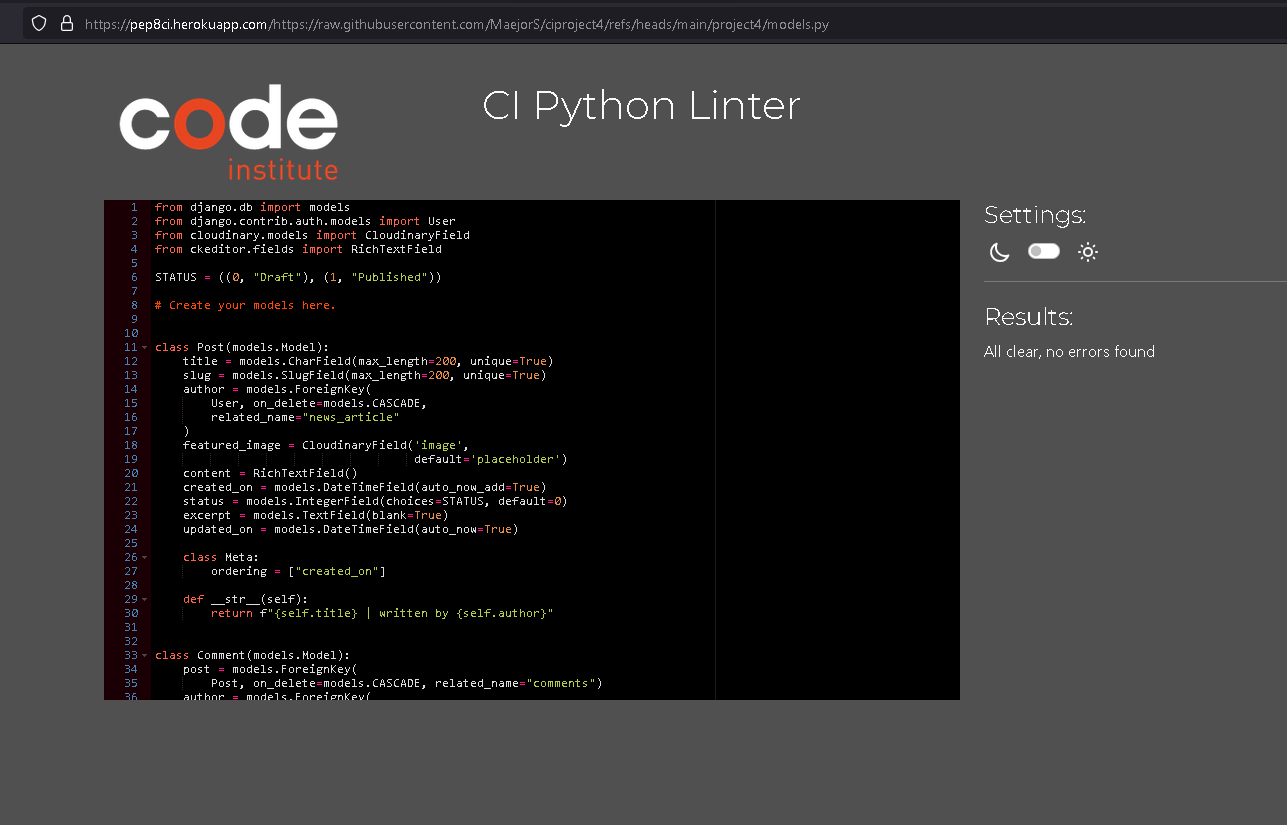 https://pep8ci.herokuapp.com/https://raw.githubusercontent.com/MaejorS/ciproject4/refs/heads/main/project4/models.py
code
institute
CI Python Linter
1 from django.db import models
2 from django.contrib.auth.models import User
3 from cloudinary.models import CloudinaryField
4 from ckeditor.fields import RichTextField
5
6 STATUS = ((0, "Draft"), (1, "Published"))
7
8 # Create your models here.
9
10
11 class Post(models.Model):
12     title = models.CharField(max_length=200, unique=True)
13     slug = models.SlugField(max_length=200, unique=True)
14     author = models.ForeignKey(
15         User, on_delete=models.CASCADE,
16         related_name="news_article"
17     )
18     featured_image = CloudinaryField('image',
19                                      default='placeholder')
20     content = RichTextField()
21     created_on = models.DateTimeField(auto_now_add=True)
22     status = models.IntegerField(choices=STATUS, default=0)
23     excerpt = models.TextField(blank=True)
24     updated_on = models.DateTimeField(auto_now=True)
25
26     class Meta:
27         ordering = ["created_on"]
28
29     def __str__(self):
30         return f"{self.title} | written by {self.author}"
31
32
33 class Comment(models.Model):
34     post = models.ForeignKey(
35         Post, on_delete=models.CASCADE, related_name="comments")
36     author = models.ForeignKey(
Settings:
Results:
All clear, no errors found